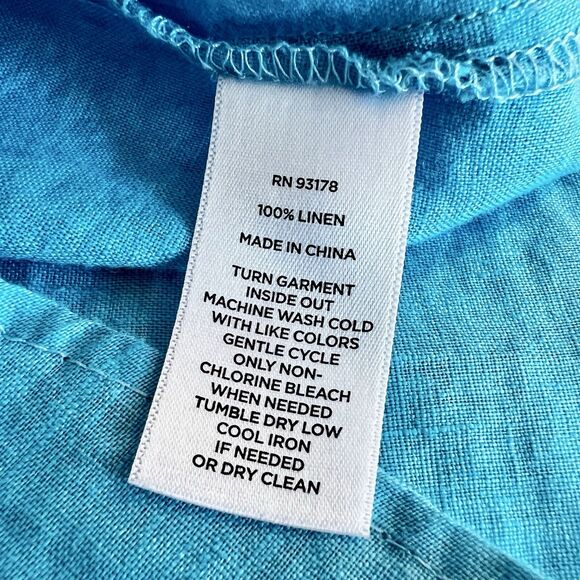 RN 93178
100% LINEN
MADE IN CHINA
TURN GARMENT
INSIDE OUT
MACHINE WASH COLD
WITH LIKE COLORS
GENTLE CYCLE
ONLY NON-
CHLORINE BLEACH
WHEN NEEDED
TUMBLE DRY LOW
COOL IRON
IF NEEDED
OR DRY CLEAN